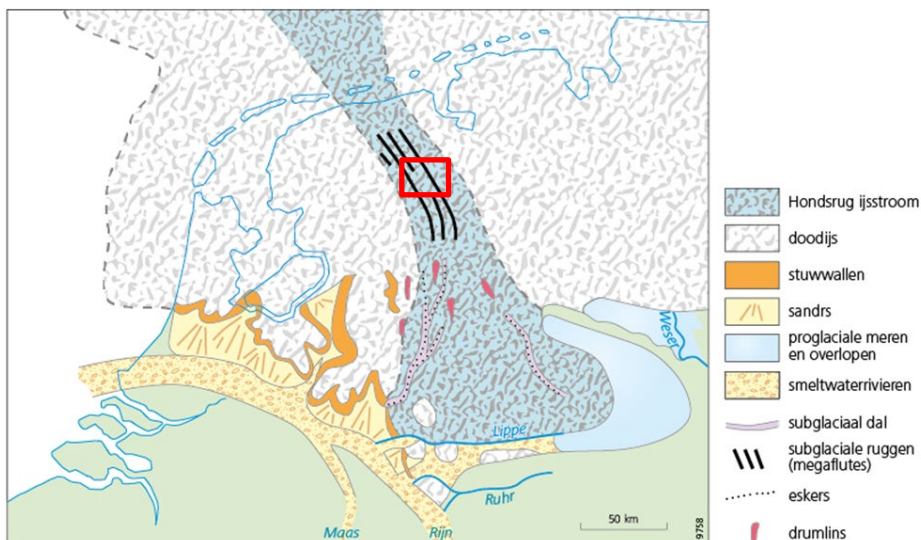 Weser
Lippe
Ruhr
Maas
Rijn
50 km
9758
Hondsrug ijsstroom
doodijs
stuwwallen
sandrs
proglaciale meren
en overlopen
smeltwaterrivieren
subglaciaal dal
subglaciale ruggen
(megaflutes)
eskers
drumlins